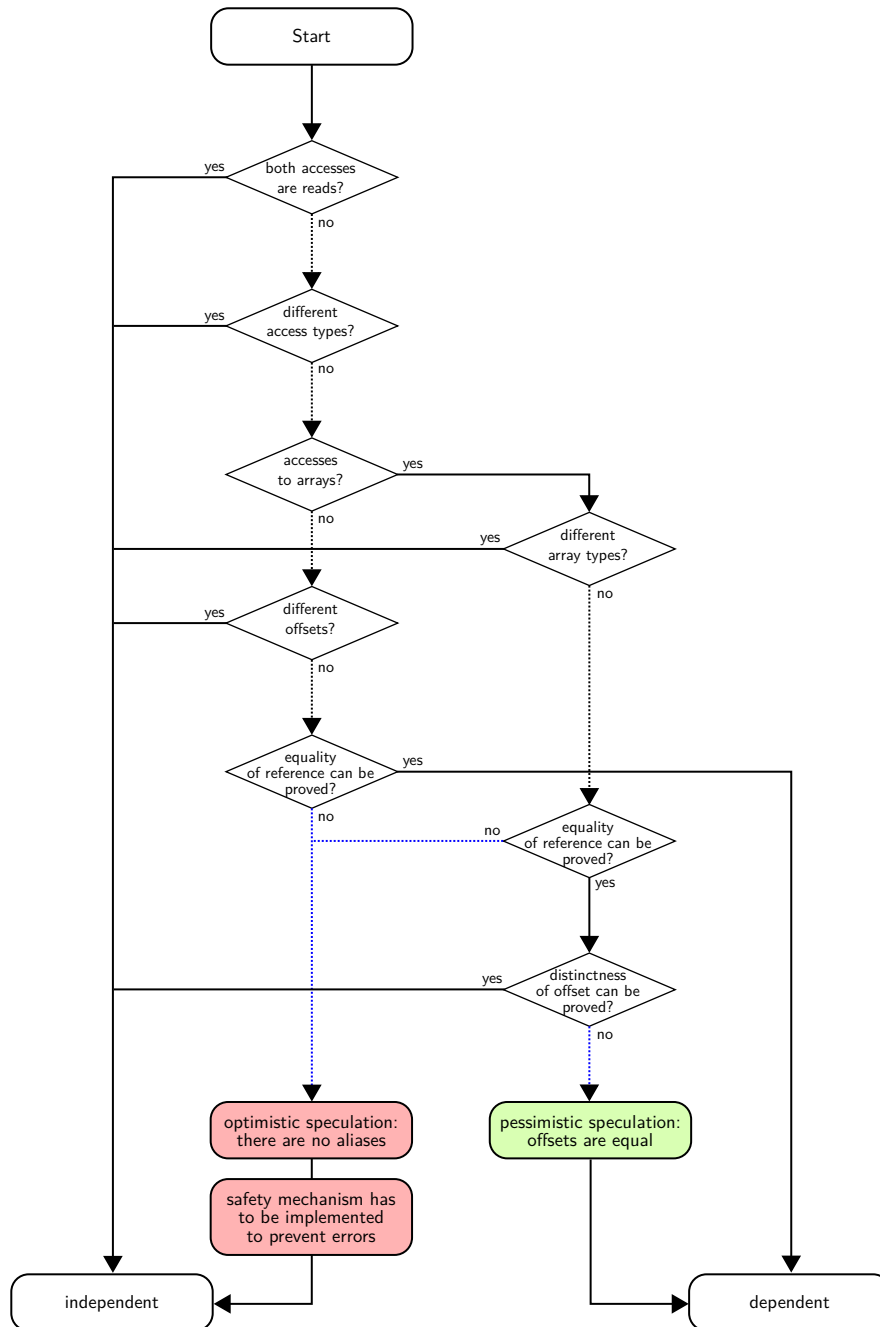 Start
yes
both accesses
are reads?
no
yes
different
access types?
no
accesses
to arrays?
yes
no
yes
different
array types?
no
yes
different
offsets?
no
equality
of reference can be
proved?
yes
no
no
equality
of reference can be
proved?
yes
yes
distinctness
of offset can be
proved?
no
optimistic speculation:
there are no aliases
pessimistic speculation:
offsets are equal
safety mechanism has
to be implemented
to prevent errors
independent
dependent